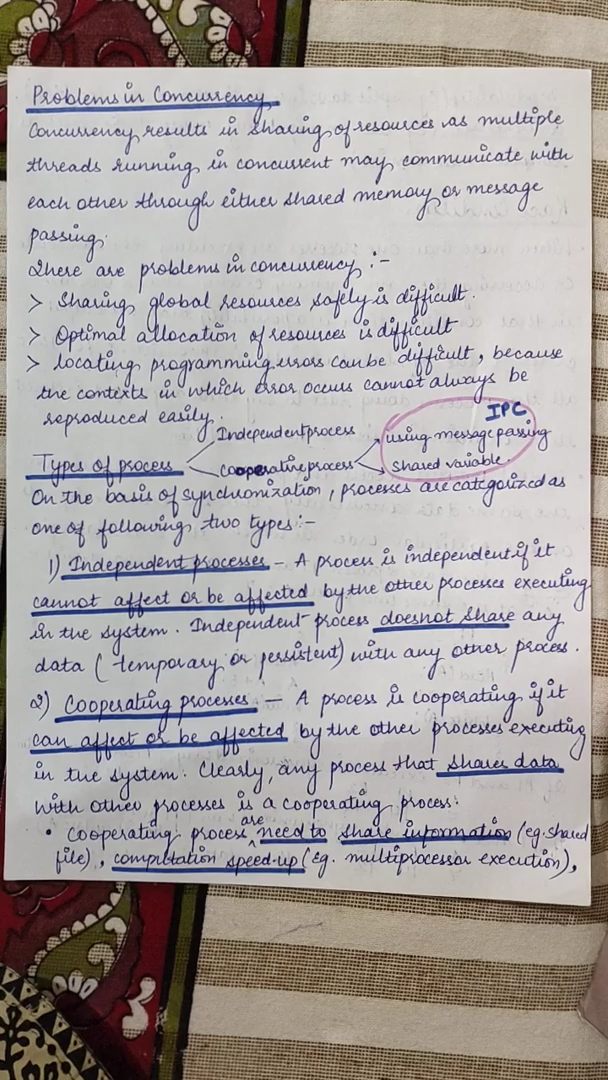 Problems in Concurrency
Concurrency results in sharing of resources as multiple
threads running in concurrent may communicate with
each other through either shared memory or message
passing.
There are problems in concurrency :-
> Sharing global resources safely is difficult.
> Optimal allocation of resources is difficult
> locating programming errors can be difficult, because
the contexts in which error occurs cannot always be
reproduced easily.
IPC
Independent process
using message passing
Types of process
Cooperative process
Shared variable.
On the basis of synchronization, processes are categorized as
one of following two types :-
1) Independent processes - A process is independent if it
cannot affect or be affected by the other processes executing
in the system. Independent process does not share any
data (temporary or persistent) with any other process.
2) Cooperating processes - A process is cooperating if it
can affect or be affected by the other processes executing
in the system. Clearly, any process that shares data
with other processes is a cooperating process.
• Cooperating process are need to share information (eg. shared
file), computation speed-up (Eg. multiprocessor execution),